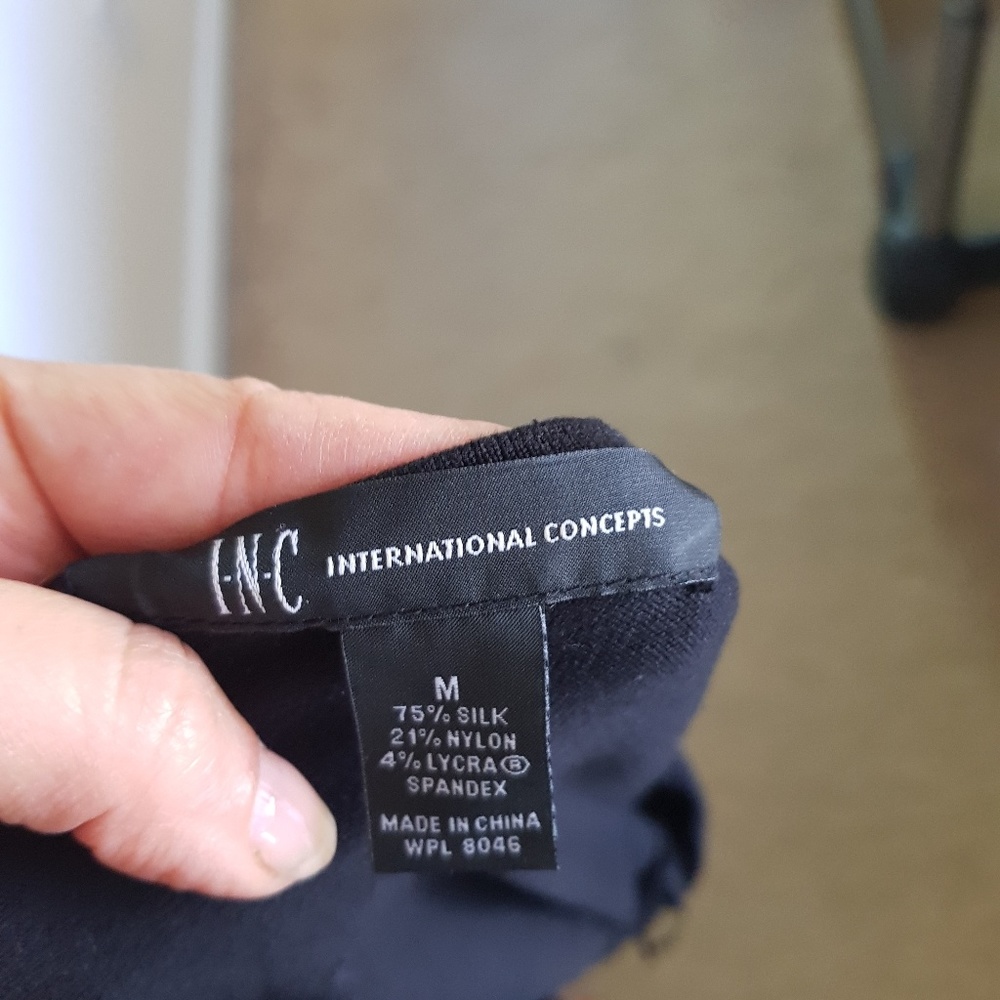 I·N·C INTERNATIONAL CONCEPTS
M
75% SILK
21% NYLON
4% LYCRA®
SPANDEX
MADE IN CHINA
WPL 8046